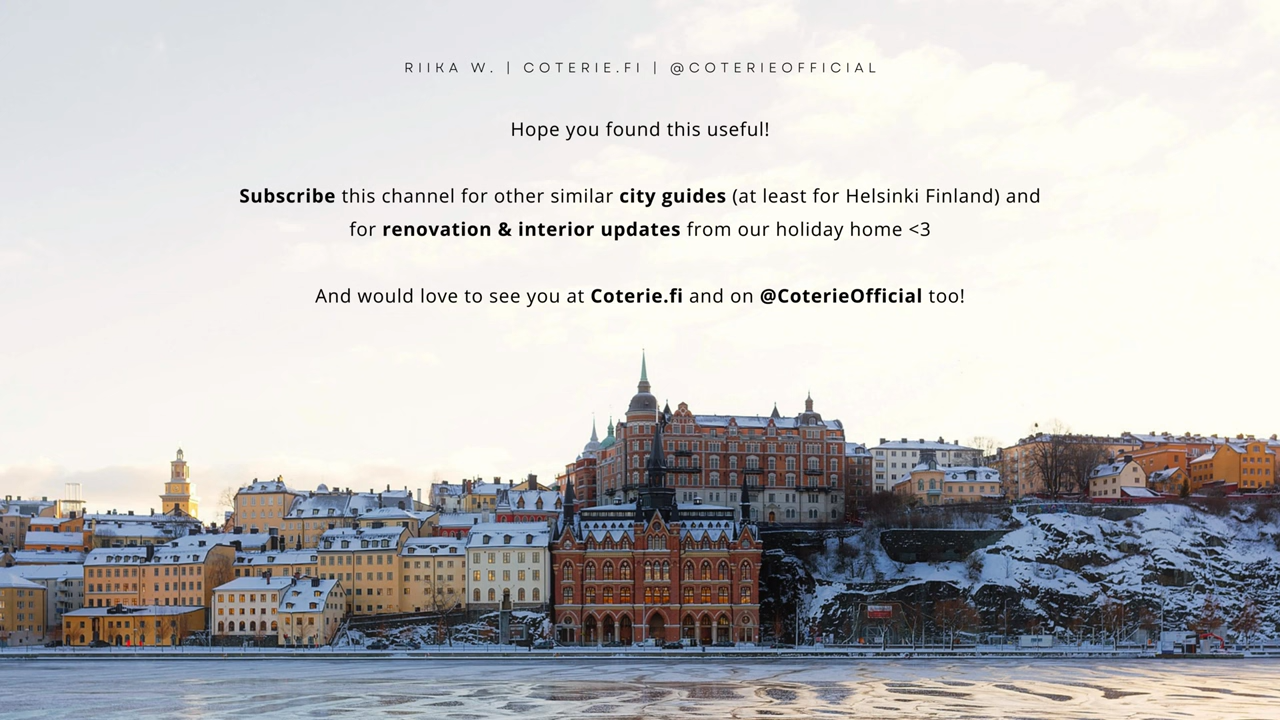 RIIKA W. | COTERIE.FI | @COTERIEOFFICIAL
Hope you found this useful!
Subscribe this channel for other similar city guides (at least for Helsinki Finland) and
for renovation & interior updates from our holiday home <3
And would love to see you at Coterie.fi and on @CoterieOfficial too!